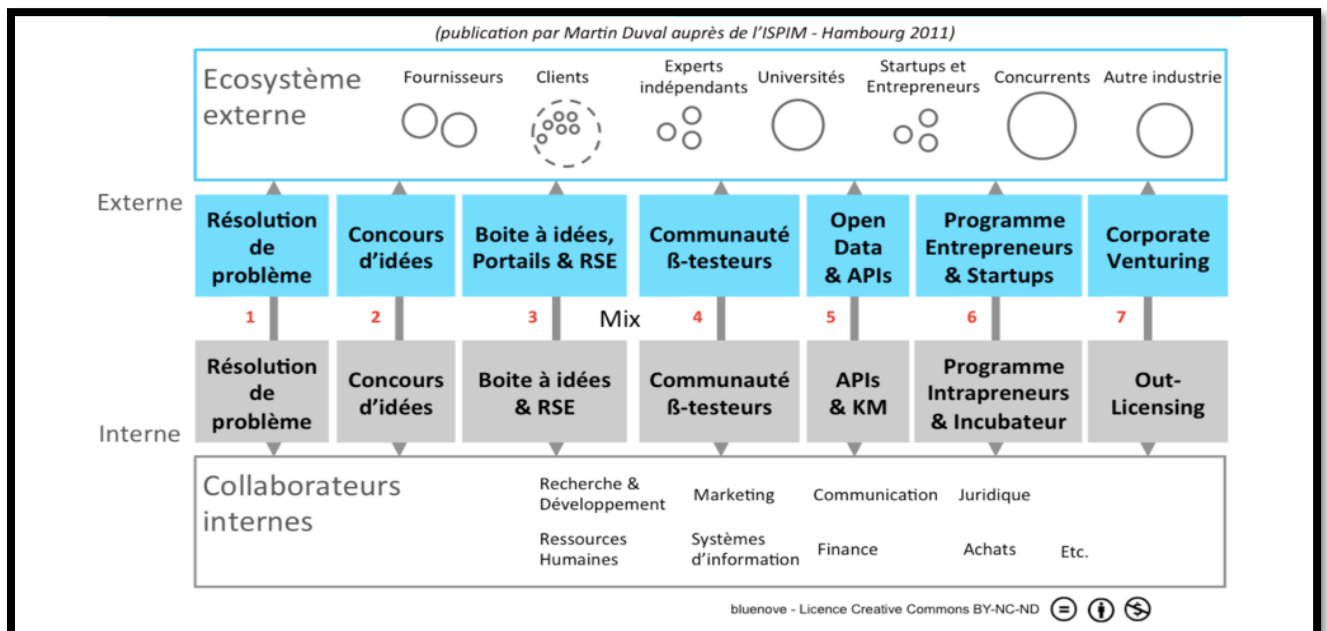 (publication par Martin Duval auprès de l'ISPIM - Hambourg 2011)
Ecosystème
externe
Fournisseurs
Clients
Experts
indépendants
Universités
Startups et
Entrepreneurs
Concurrents
Autre industrie
Externe
Résolution
de
problème
Concours
d'idées
Boite à idées,
Portails & RSE
Communauté
ß-testeurs
Open
Data
& APIs
Programme
Entrepreneurs
& Startups
Corporate
Venturing
1
2
3
Mix
4
5
6
7
Résolution
de
problème
Concours
d'idées
Boite à idées
& RSE
Communauté
ß-testeurs
APIs
& KM
Programme
Intrapreneurs
& Incubateur
Out-
Licensing
Interne
Collaborateurs
internes
Recherche &
Développement
Marketing
Communication
Juridique
Ressources
Humaines
Systèmes
d'information
Finance
Achats
Etc.
bluenove - Licence Creative Commons BY-NC-ND